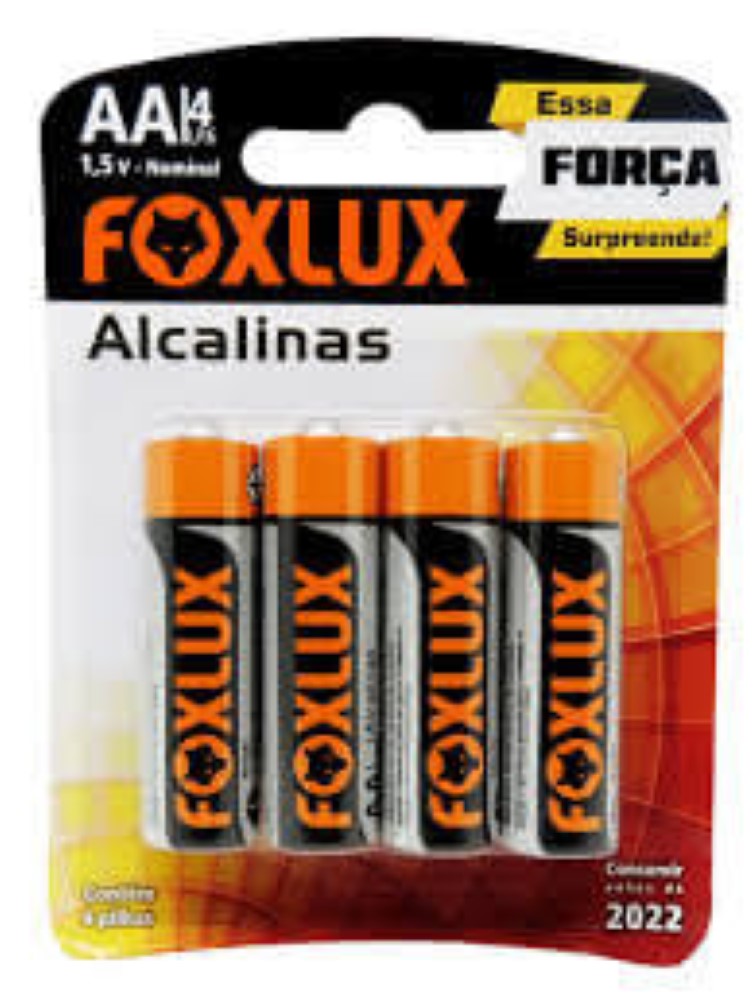 AA
4
1,5 V - Nominal
FOXLUX
Essa
FORÇA
Surpreende!
Alcalinas
FOXLUX
FOXLUX
FOXLUX
FOXLUX
Contém
4 pilhas
Consumir
antes de
2022